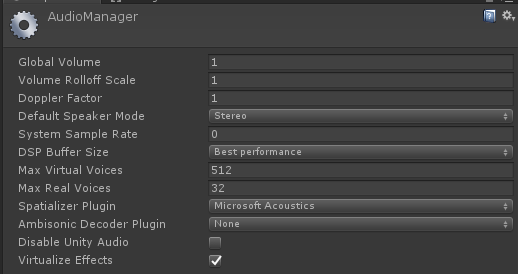 AudioManager
Global Volume 1
Volume Rolloff Scale 1
Doppler Factor 1
Default Speaker Mode Stereo
System Sample Rate 0
DSP Buffer Size Best performance
Max Virtual Voices 512
Max Real Voices 32
Spatializer Plugin Microsoft Acoustics
Ambisonic Decoder Plugin None
Disable Unity Audio
Virtualize Effects